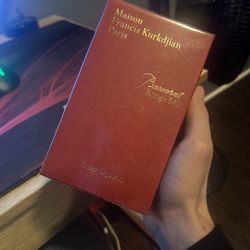 Maison
Francis Kurkdjian
Paris
Baccarat
Rouge 540